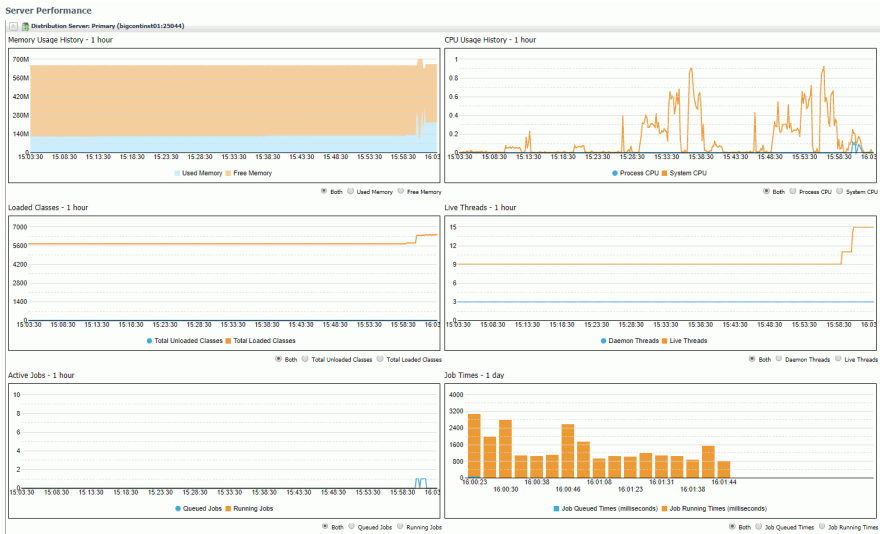 Server Performance
Distribution Server: Primary (bigcontinst01:25044)
Memory Usage History - 1 hour
700M
560M
420M
280M
140M
0
15:03:30 15:08:30 15:13:30 15:18:30 15:23:30 15:28:30 15:33:30 15:38:30 15:43:30 15:48:30 15:53:30 15:58:30 16:03
Used Memory Free Memory
Both Used Memory Free Memory
CPU Usage History - 1 hour
1
0.8
0.6
0.4
0.2
0
15:03:30 15:08:30 15:13:30 15:18:30 15:23:30 15:28:30 15:33:30 15:38:30 15:43:30 15:48:30 15:53:30 15:58:30 16:03
Process CPU System CPU
Both Process CPU System CPU
Loaded Classes - 1 hour
7000
5600
4200
2800
1400
0
15:03:30 15:08:30 15:13:30 15:18:30 15:23:30 15:28:30 15:33:30 15:38:30 15:43:30 15:48:30 15:53:30 15:58:30 16:03
Total Unloaded Classes Total Loaded Classes
Both Total Unloaded Classes Total Loaded Classes
Live Threads - 1 hour
15
12
9
6
3
0
15:03:30 15:08:30 15:13:30 15:18:30 15:23:30 15:28:30 15:33:30 15:38:30 15:43:30 15:48:30 15:53:30 15:58:30 16:03
Daemon Threads Live Threads
Both Daemon Threads Live Threads
Active Jobs - 1 hour
10
8
6
4
2
0
15:03:30 15:08:30 15:13:30 15:18:30 15:23:30 15:28:30 15:33:30 15:38:30 15:43:30 15:48:30 15:53:30 15:58:30 16:03
Queued Jobs Running Jobs
Both Queued Jobs Running Jobs
Job Times - 1 day
4000
3200
2400
1600
800
0
16:00:23 16:00:38 16:01:08 16:01:31 16:01:44
16:00:30 16:00:46 16:01:23 16:01:38
Job Queued Times (milliseconds) Job Running Times (milliseconds)
Both Job Queued Times Job Running Times